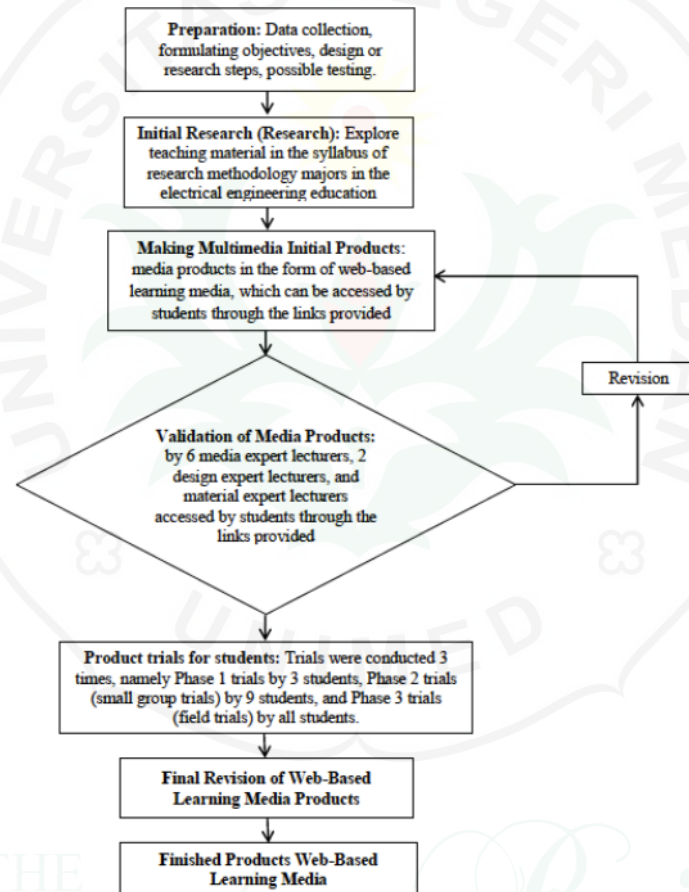 Preparation: Data collection,
formulating objectives, design or
research steps, possible testing.
Initial Research (Research): Explore
teaching material in the syllabus of
research methodology majors in the
electrical engineering education
Making Multimedia Initial Products:
media products in the form of web-based
learning media, which can be accessed by
students through the links provided
Revision
Validation of Media Products:
by 6 media expert lecturers, 2
design expert lecturers, and
material expert lecturers
accessed by students through the
links provided
Product trials for students: Trials were conducted 3
times, namely Phase 1 trials by 3 students, Phase 2 trials
(small group trials) by 9 students, and Phase 3 trials
(field trials) by all students.
Final Revision of Web-Based
Learning Media Products
Finished Products Web-Based
Learning Media
UNIMED
THE